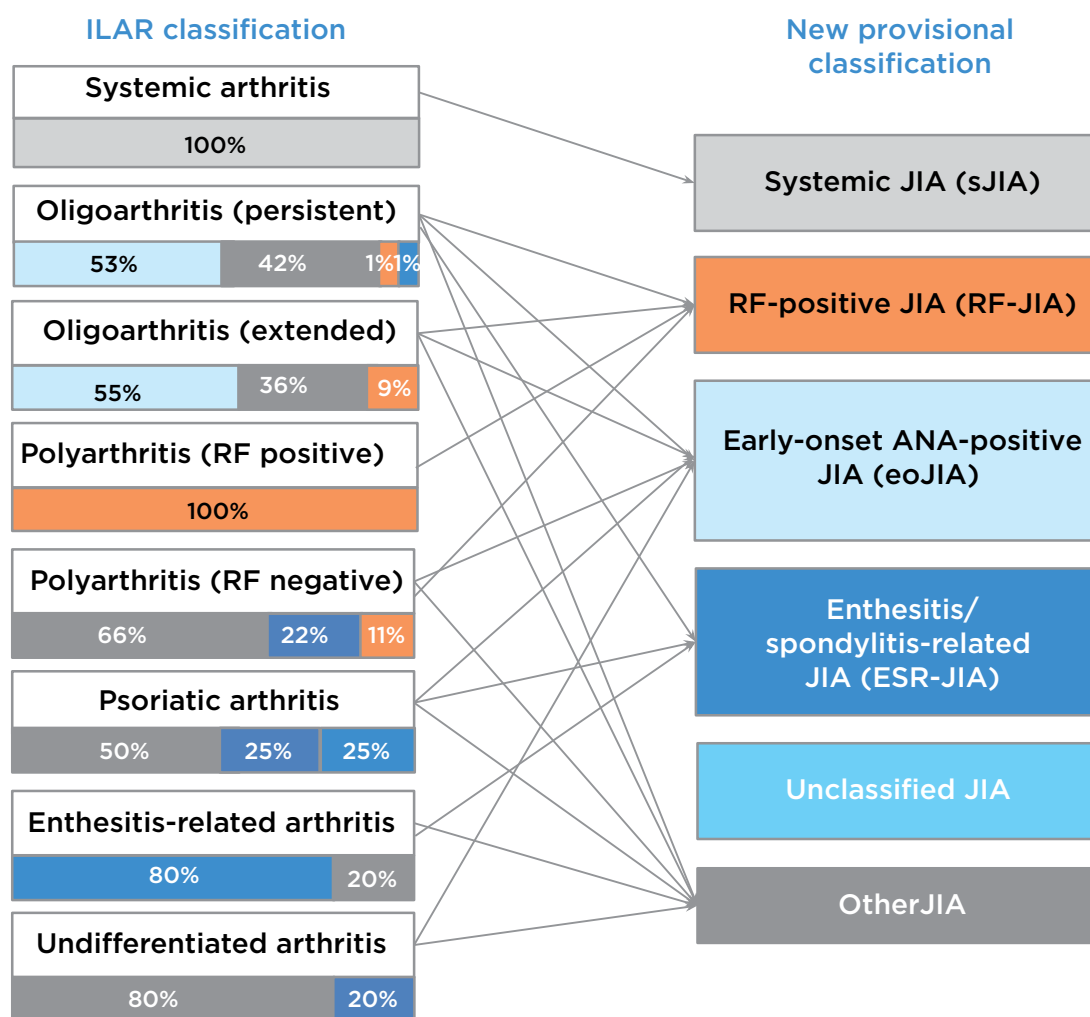 ILAR classification
Systemic arthritis
100%
Oligoarthritis (persistent)
53% 42% 1% 1%
Oligoarthritis (extended)
55% 36% 9%
Polyarthritis (RF positive)
100%
Polyarthritis (RF negative)
66% 22% 11%
Psoriatic arthritis
50% 25% 25%
Enthesitis-related arthritis
80% 20%
Undifferentiated arthritis
80% 20%
New provisional
classification
Systemic JIA (sJIA)
RF-positive JIA (RF-JIA)
Early-onset ANA-positive
JIA (eoJIA)
Enthesitis/
spondylitis-related
JIA (ESR-JIA)
Unclassified JIA
OtherJIA